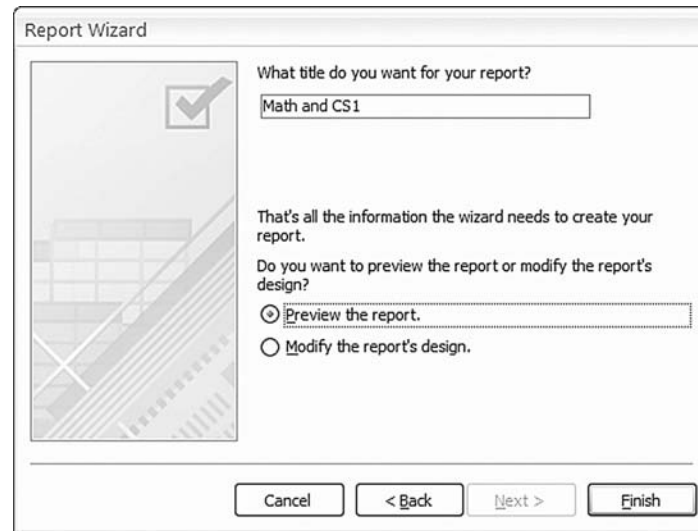 Report Wizard
What title do you want for your report?
Math and CS1
That's all the information the wizard needs to create your
report.
Do you want to preview the report or modify the report's
design?
Preview the report.
Modify the report's design.
Cancel
< Back
Next >
Finish